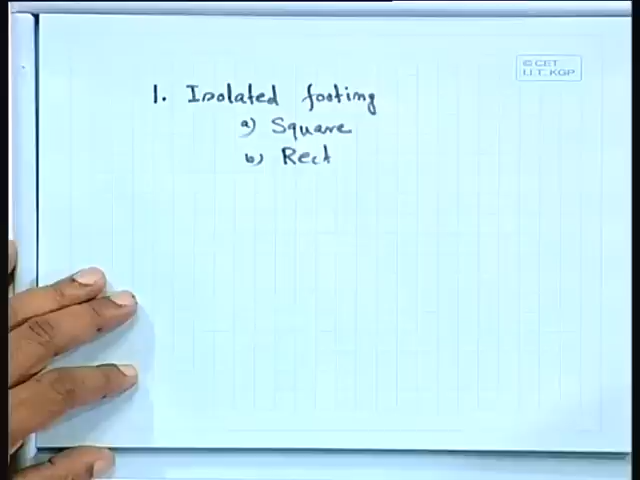 © CET
I.I.T. KGP
1. Isolated footing
a) Square
b) Rect